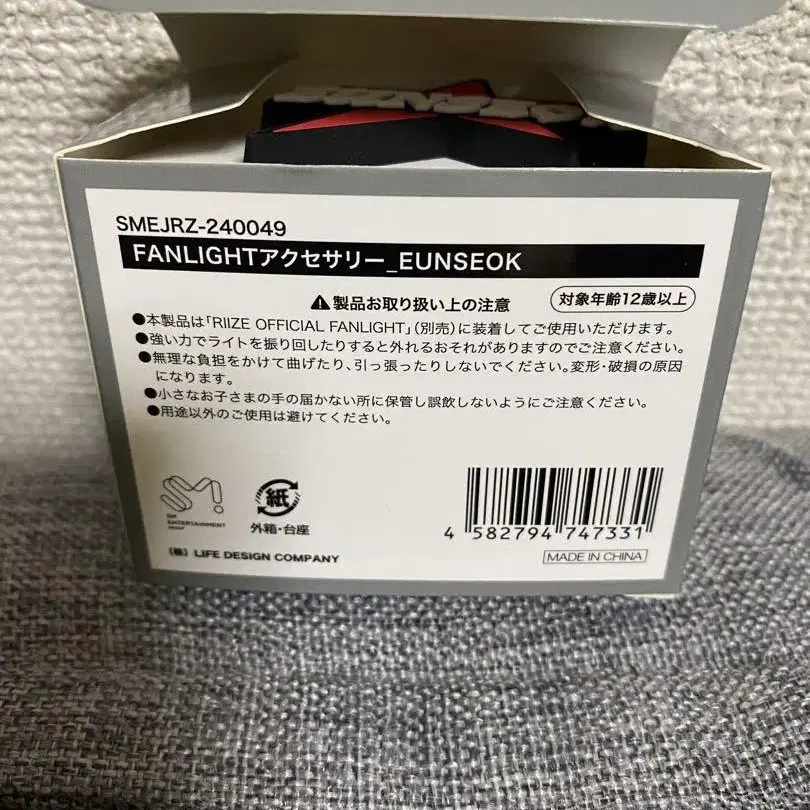 SMEJRZ-240049
FANLIGHTアクセサリー_EUNSEOK
製品お取り扱い上の注意
対象年齢12歳以上
●本製品は「RIIZE OFFICIAL FANLIGHT」(別売)に装着してご使用いただけます。
●強い力でライトを振り回したりすると外れるおそれがありますのでご注意ください。
●無理な負担をかけて曲げたり、引っ張ったりしないでください。変形・破損の原因
になります。
●小さなお子さまの手の届かない所に保管し誤飲しないようにご注意ください。
●用途以外のご使用は避けてください。
SM!
SM
ENTERTAINMENT
紙
外箱・台座
(株) LIFE DESIGN COMPANY
4 582794 747331
MADE IN CHINA